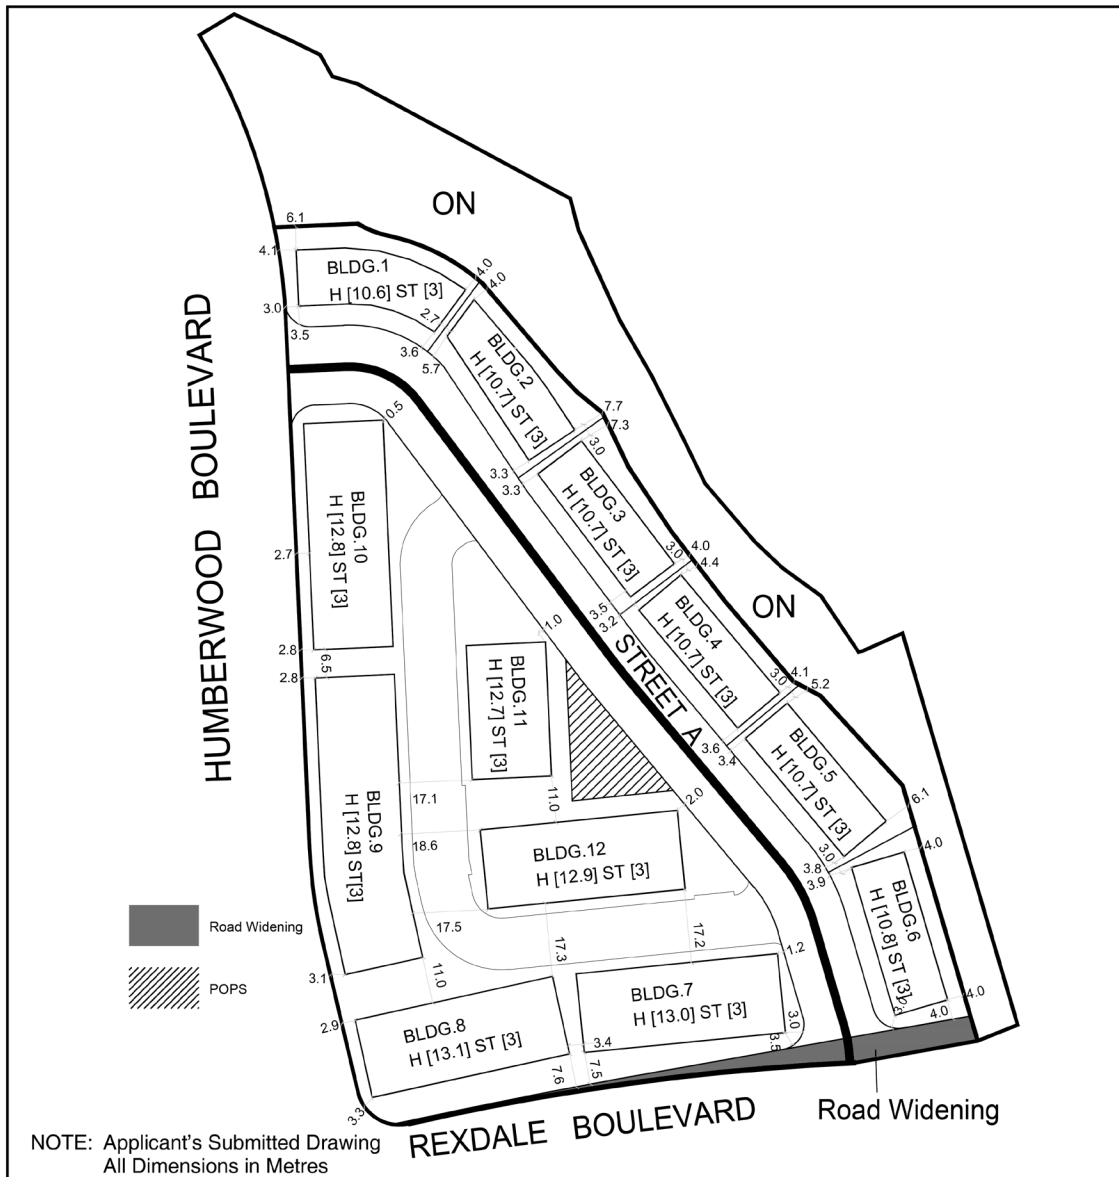 ON
6.1
4.1
BLDG.1
H [10.6] ST [3]
4.0
4.0
3.0
3.5
2.7
3.6
5.7
BLDG.2
H [10.7] ST [3]
7.7
7.3
3.0
0.5
3.3
3.3
BLDG.3
H [10.7] ST [3]
3.0
4.0
4.4
HUMBERWOOD BOULEVARD
BLDG.10
H [12.8] ST [3]
2.7
3.5
3.2
BLDG.4
H [10.7] ST [3]
ON
1.0
STREET A
2.8
6.5
2.8
3.0
4.1
5.2
BLDG.11
H [12.7] ST [3]
3.6
3.4
BLDG.5
H [10.7] ST [3]
17.1
11.0
2.0
6.1
BLDG.9
H [12.8] ST[3]
18.6
BLDG.12
H [12.9] ST [3]
3.0
3.8
3.9
4.0
BLDG.6
H [10.8] ST [3]
Road Widening
17.5
17.3
17.2
1.2
POPS
3.1
11.0
BLDG.7
H [13.0] ST [3]
3.0
3.5
4.0
4.0
2.9
BLDG.8
H [13.1] ST [3]
3.4
7.6
7.5
3.3
Road Widening
REXDALE BOULEVARD
NOTE: Applicant's Submitted Drawing
All Dimensions in Metres